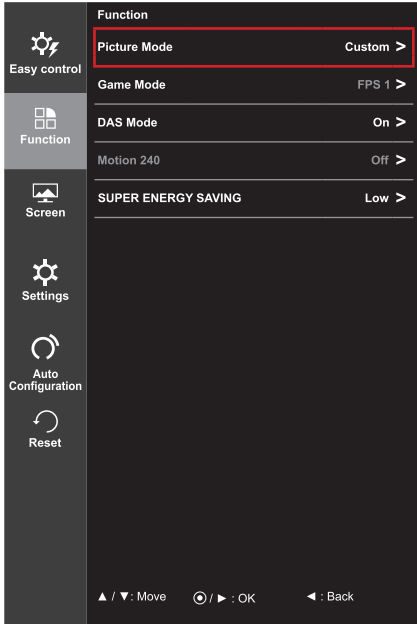 Easy control
Function
Screen
Settings
Auto
Configuration
Reset
Function
Picture Mode Custom >
Game Mode FPS 1 >
DAS Mode On >
Motion 240 Off >
SUPER ENERGY SAVING Low >
▲ / ▼: Move ⦿ / ► : OK ◄ : Back